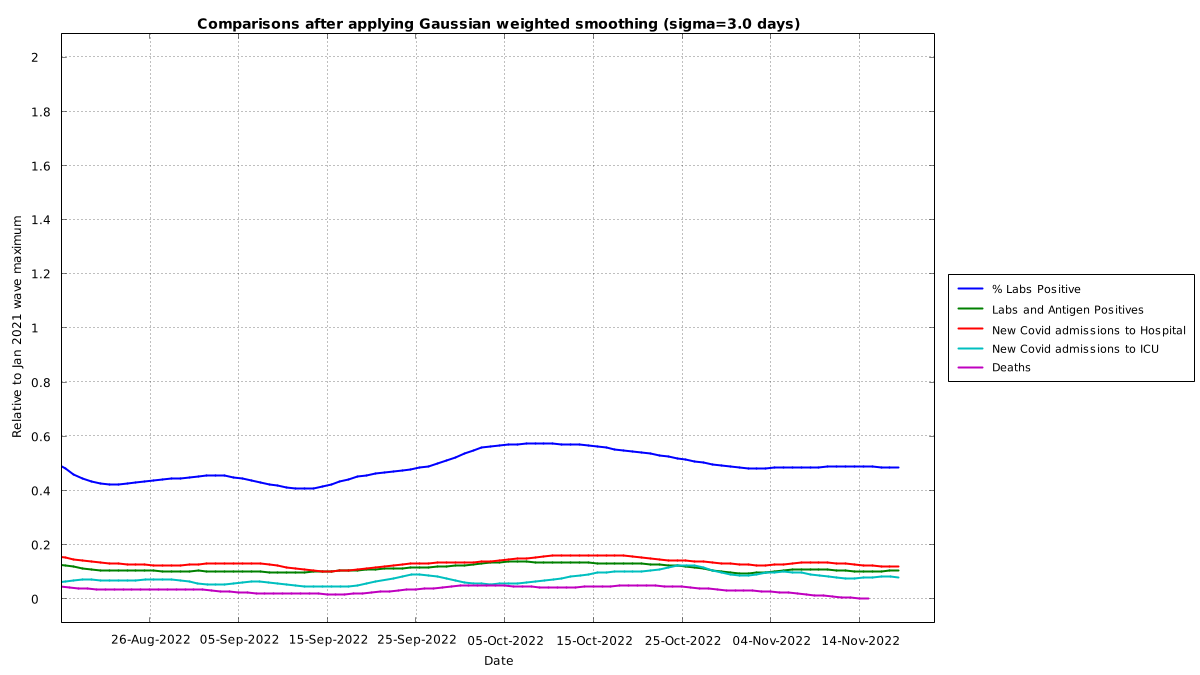 Comparisons after applying Gaussian weighted smoothing (sigma=3.0 days)
Relative to Jan 2021 wave maximum
2
1.8
1.6
1.4
1.2
1
0.8
0.6
0.4
0.2
0
26-Aug-2022 05-Sep-2022 15-Sep-2022 25-Sep-2022 05-Oct-2022 15-Oct-2022 25-Oct-2022 04-Nov-2022 14-Nov-2022
Date
% Labs Positive
Labs and Antigen Positives
New Covid admissions to Hospital
New Covid admissions to ICU
Deaths